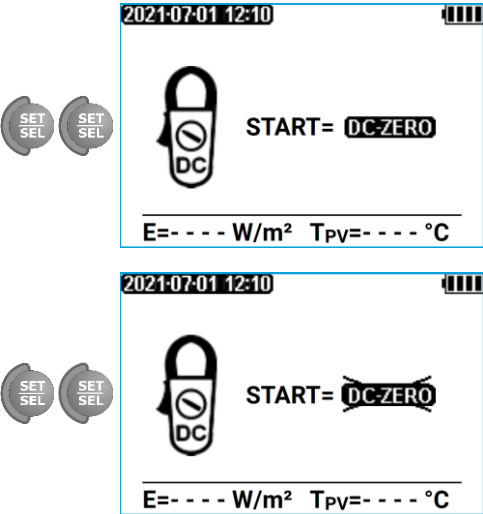 2021-07-01 12:10
SET SEL SET SEL
START= DC-ZERO
DC
E=- - - - W/m² TPV=- - - - °C
2021-07-01 12:10
SET SEL SET SEL
START= DC-ZERO
DC
E=- - - - W/m² TPV=- - - - °C